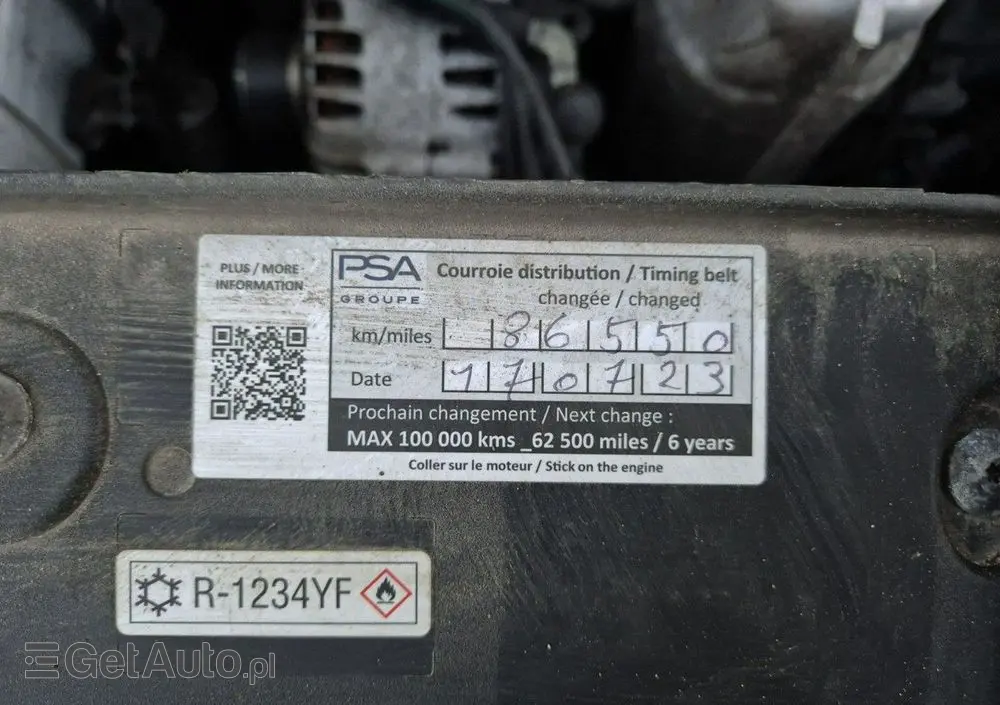 PLUS / MORE
INFORMATION
PSA
GROUPE
Courroie distribution / Timing belt
changée / changed
km/miles 86550
Date 170723
Prochain changement / Next change :
MAX 100 000 kms _62 500 miles / 6 years
Coller sur le moteur / Stick on the engine
R-1234YF
GetAuto.pl